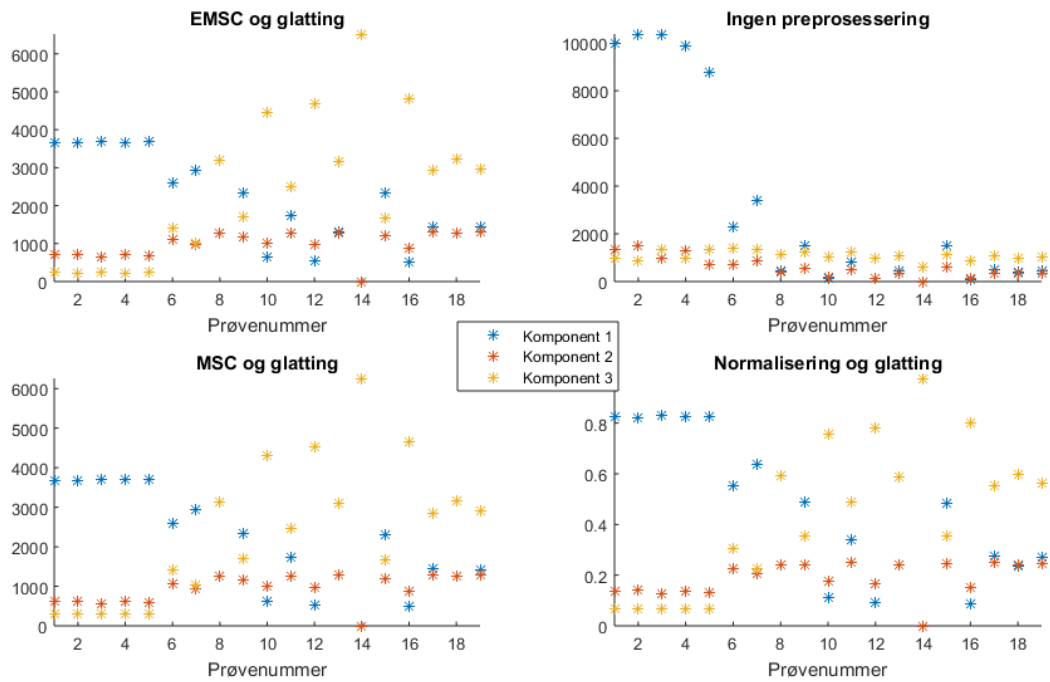 EMSC og glatting
6000
5000
4000
3000
2000
1000
0
2 4 6 8 10 12 14 16 18
Prøvenummer
Ingen preprosessering
10000
8000
6000
4000
2000
0
2 4 6 8 10 12 14 16 18
Prøvenummer
Komponent 1
Komponent 2
Komponent 3
MSC og glatting
6000
5000
4000
3000
2000
1000
0
2 4 6 8 10 12 14 16 18
Prøvenummer
Normalisering og glatting
0.8
0.6
0.4
0.2
0
2 4 6 8 10 12 14 16 18
Prøvenummer